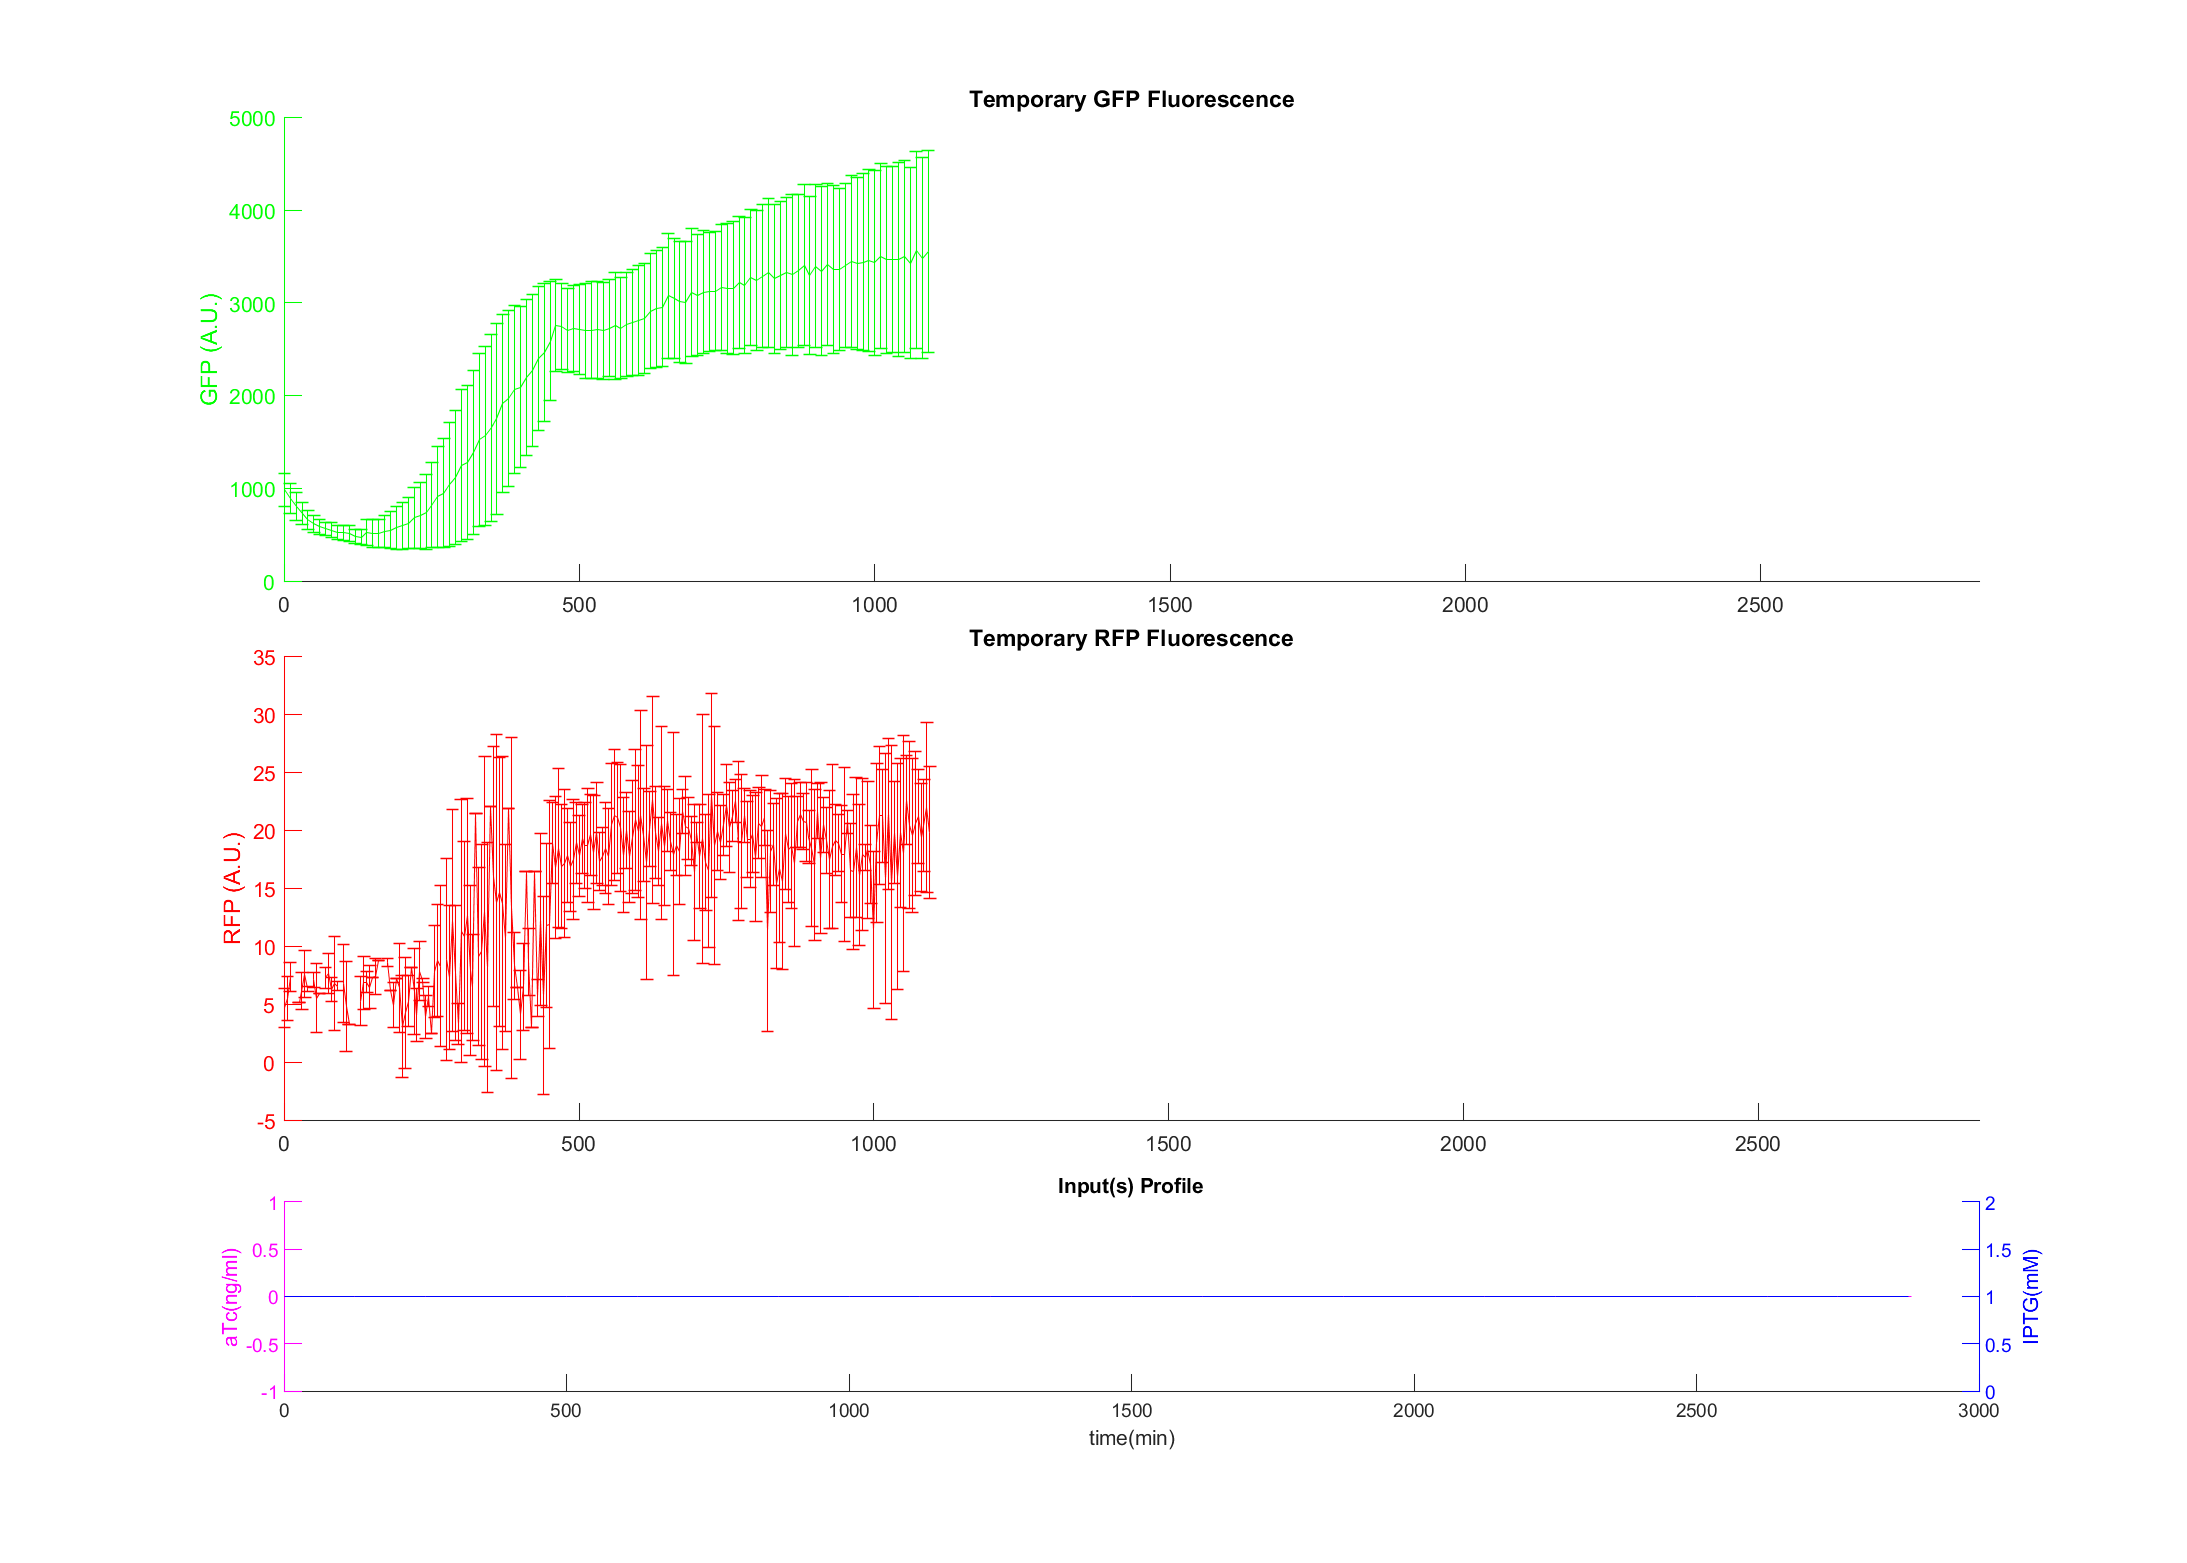 Temporary GFP Fluorescence
5000
4000
3000
2000
1000
0
GFP (A.U.)
0 500 1000 1500 2000 2500
Temporary RFP Fluorescence
35
30
25
20
15
10
5
0
-5
RFP (A.U.)
0 500 1000 1500 2000 2500
Input(s) Profile
1
0.5
0
-0.5
-1
aTc(ng/ml)
2
1.5
1
0.5
0
IPTG(mM)
0 500 1000 1500 2000 2500 3000
time(min)